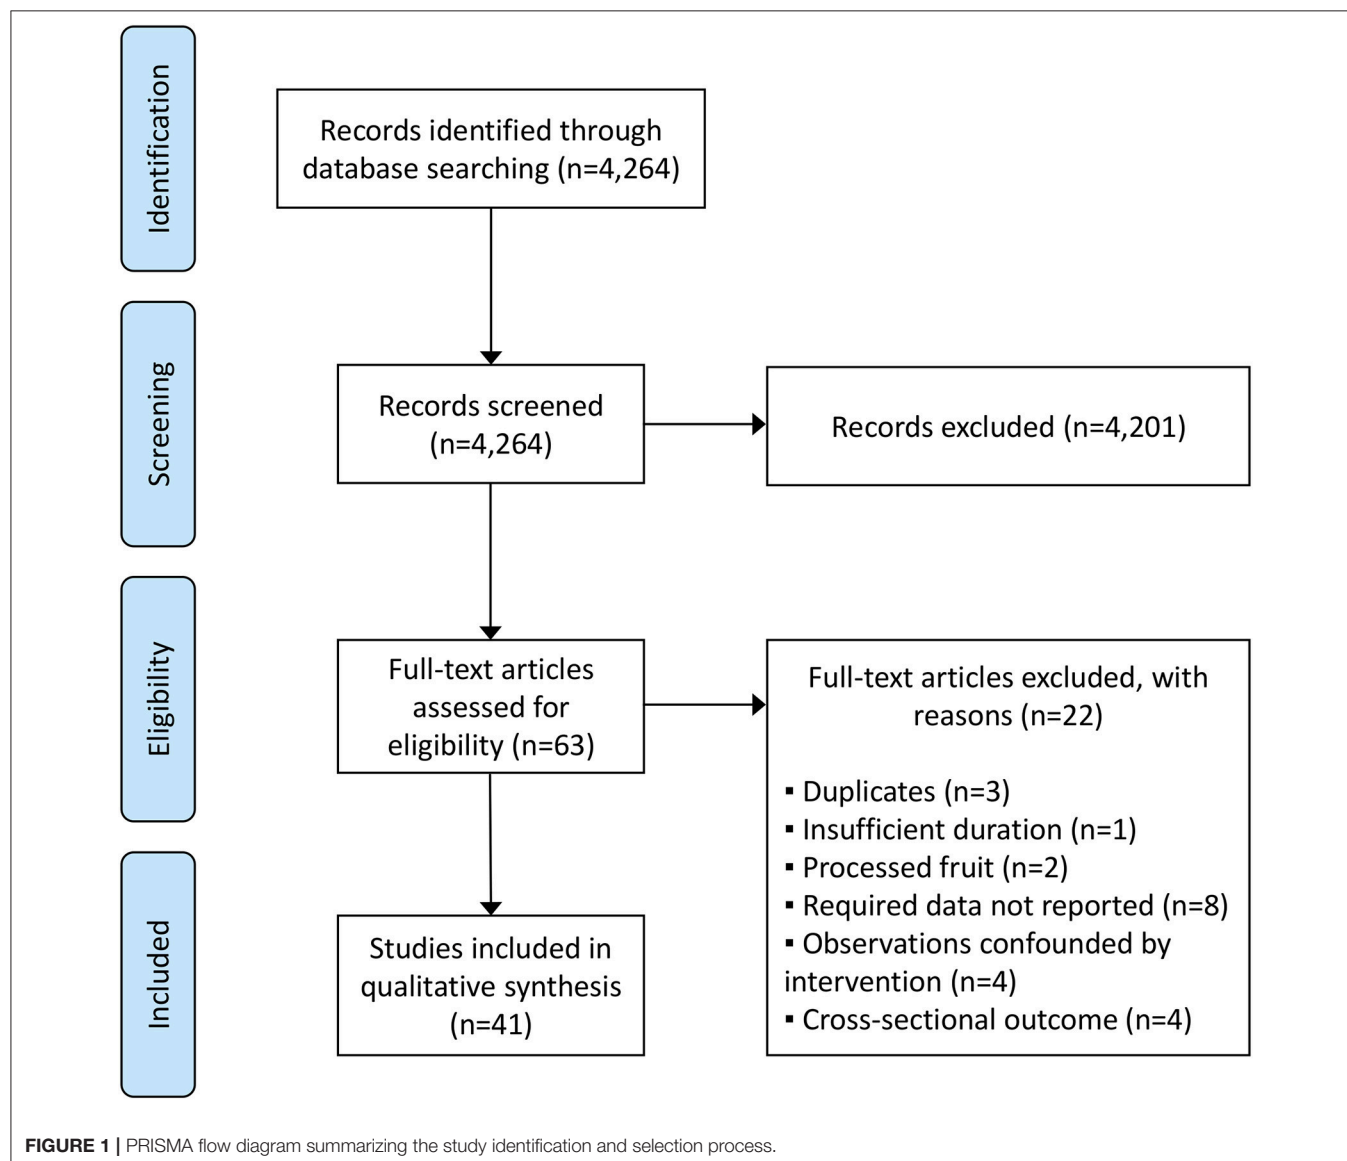 Identification
Records identified through
database searching (n=4,264)
Screening
Records screened
(n=4,264)
Records excluded (n=4,201)
Eligibility
Full-text articles
assessed for
eligibility (n=63)
Full-text articles excluded, with
reasons (n=22)
▪ Duplicates (n=3)
▪ Insufficient duration (n=1)
▪ Processed fruit (n=2)
▪ Required data not reported (n=8)
▪ Observations confounded by
intervention (n=4)
▪ Cross-sectional outcome (n=4)
Included
Studies included in
qualitative synthesis
(n=41)
FIGURE 1 | PRISMA flow diagram summarizing the study identification and selection process.